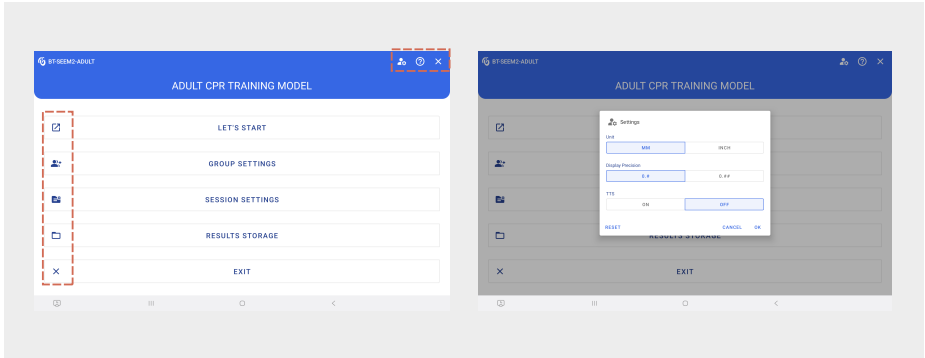 BT-SEEM2-ADULT
ADULT CPR TRAINING MODEL
LET'S START
GROUP SETTINGS
SESSION SETTINGS
RESULTS STORAGE
EXIT
BT-SEEM2-ADULT
ADULT CPR TRAINING MODEL
Settings
Unit
MM INCH
Display Precision
0.# 0.##
TTS
ON OFF
RESET CANCEL OK
RESULTS STORAGE
EXIT